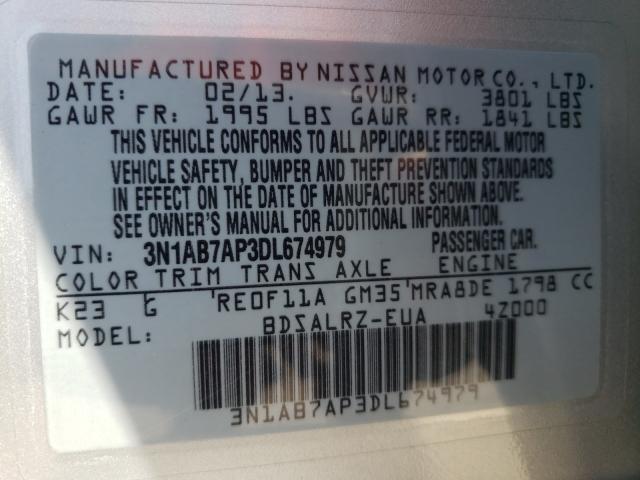 MANUFACTURED BY NISSAN MOTOR CO., LTD.
DATE: 02/13. GVWR: 3801 LBS
GAWR FR: 1995 LBS GAWR RR: 1841 LBS
THIS VEHICLE CONFORMS TO ALL APPLICABLE FEDERAL MOTOR
VEHICLE SAFETY, BUMPER AND THEFT PREVENTION STANDARDS
IN EFFECT ON THE DATE OF MANUFACTURE SHOWN ABOVE.
SEE OWNER'S MANUAL FOR ADDITIONAL INFORMATION.
VIN: 3N1AB7AP3DL674979 PASSENGER CAR.
COLOR TRIM TRANS AXLE ENGINE
K23 G RE0F11A GM35 MRA8DE 1798 CC
MODEL: BDSALRZ-EUA 4Z000
3N1AB7AP3DL674979